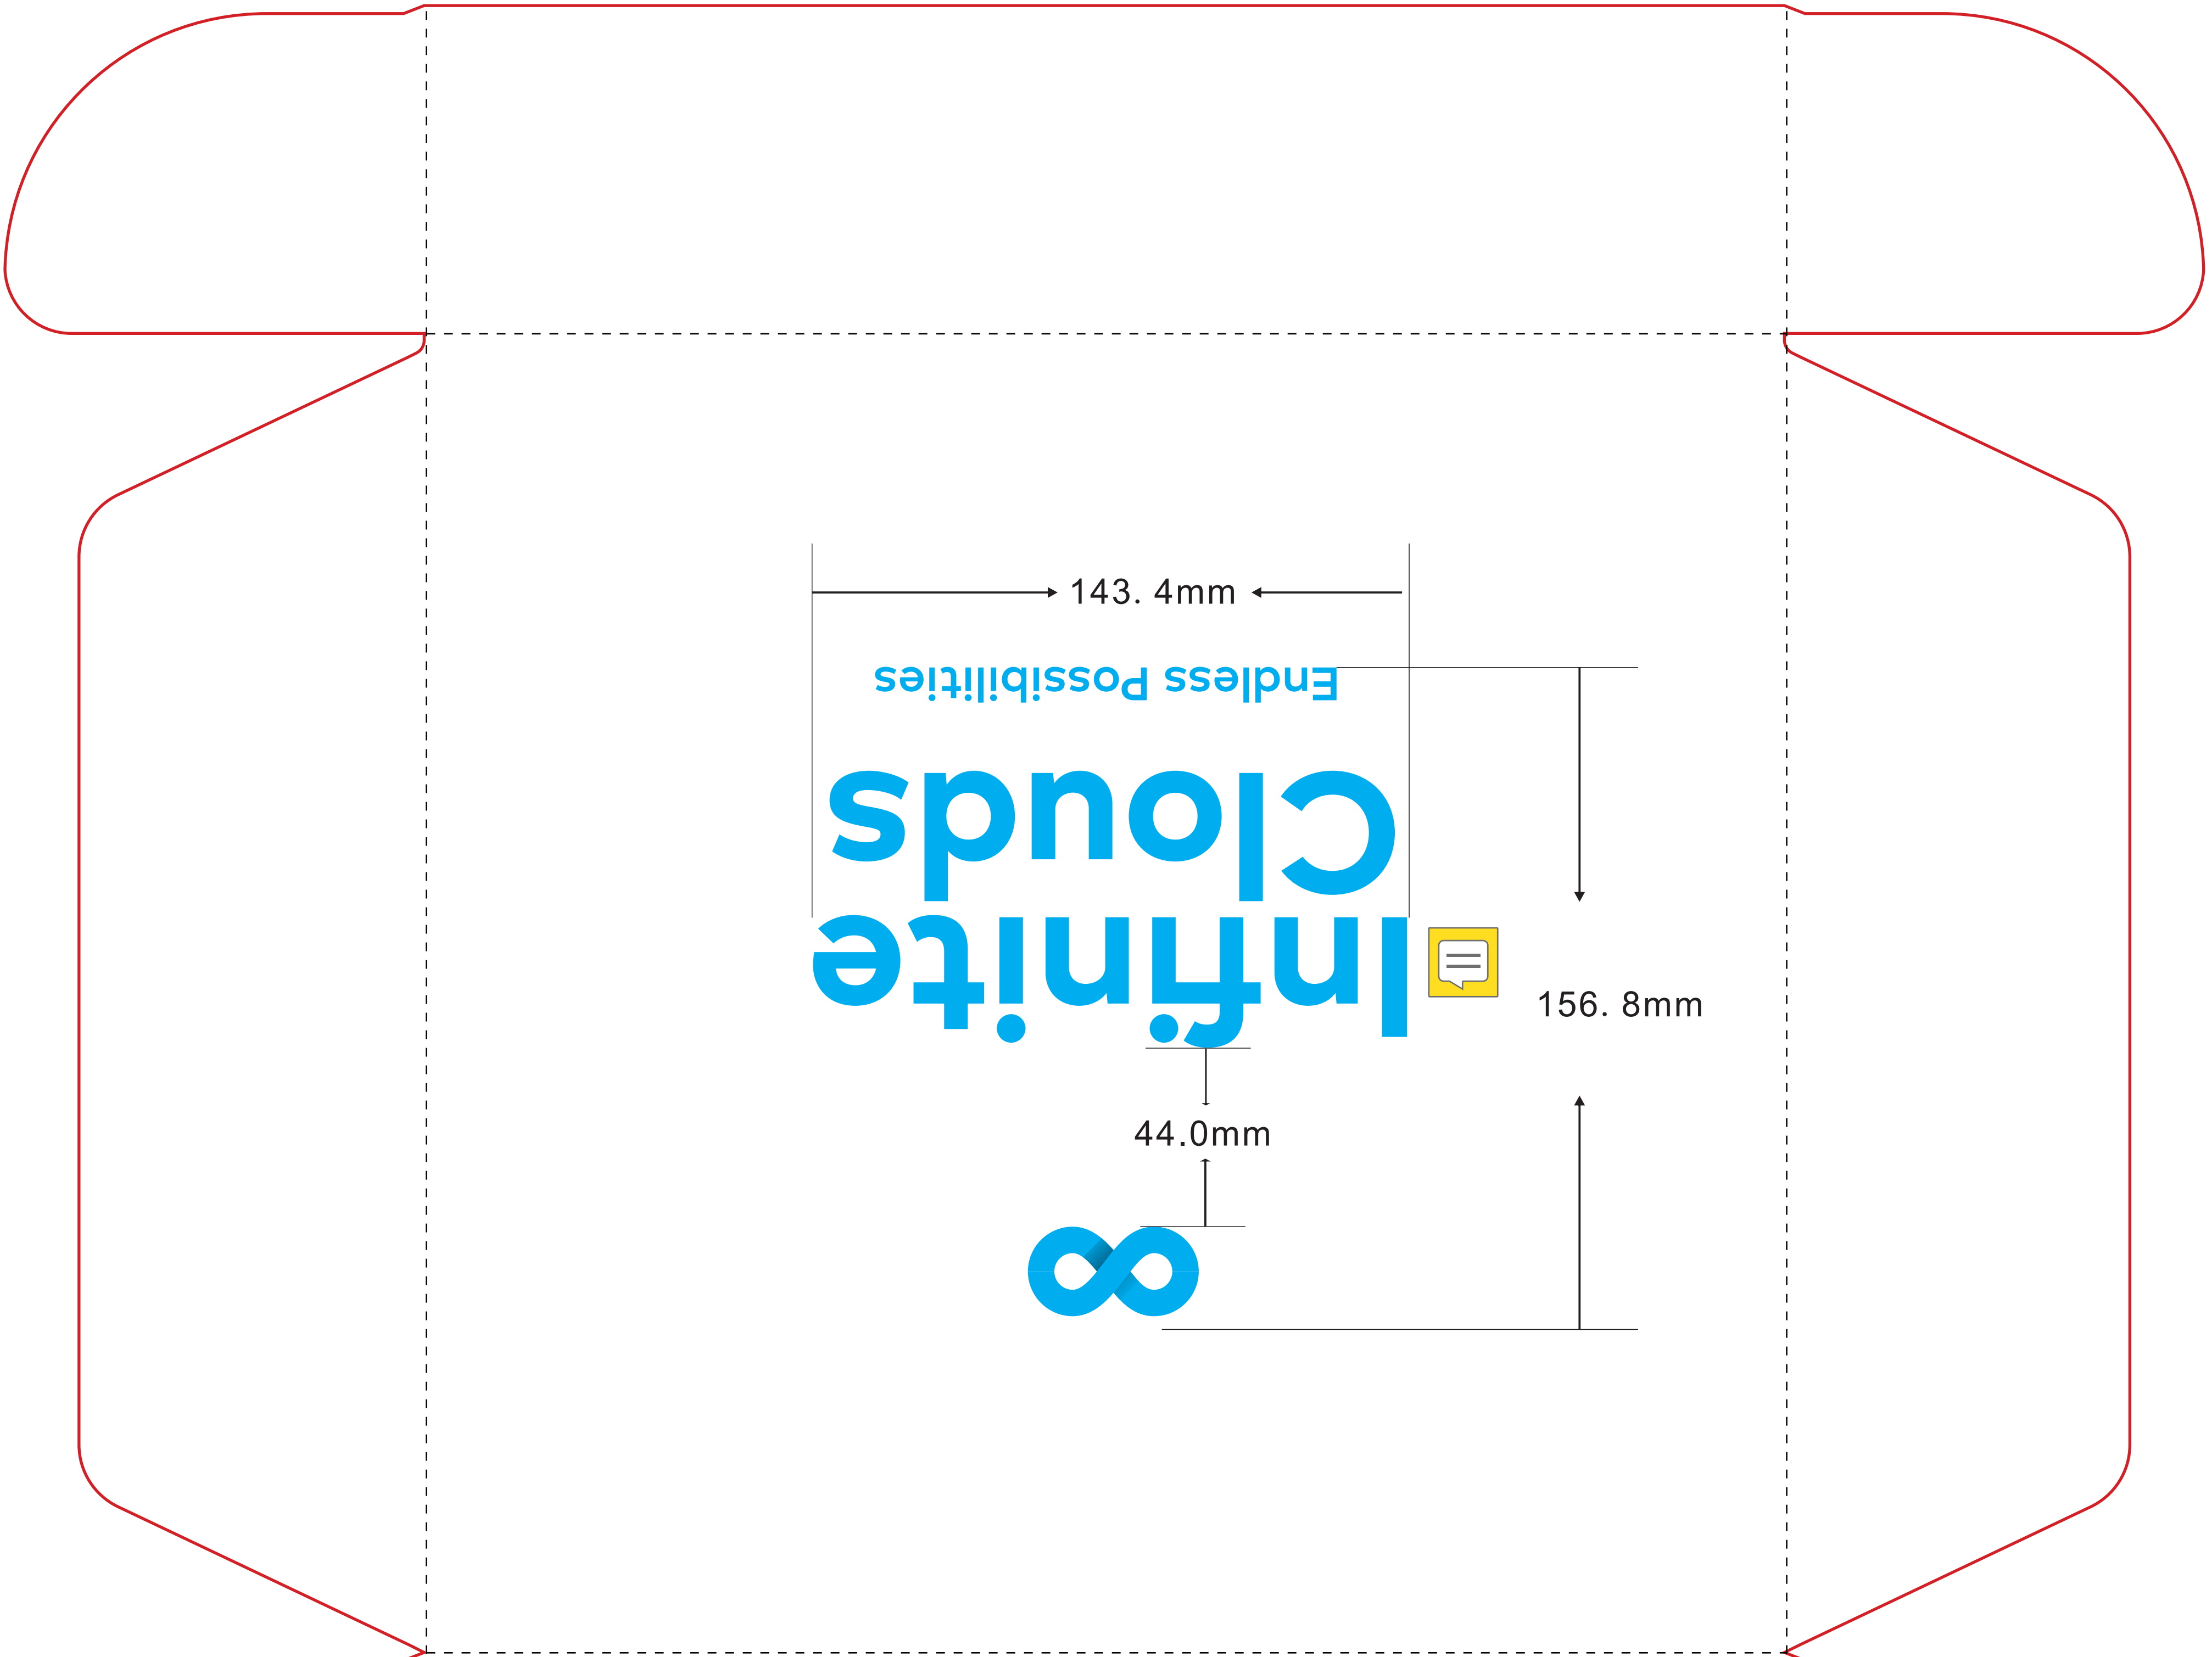 143. 4mm
Infinite
Clouds
Endless Possibilities
156. 8mm
44.0mm